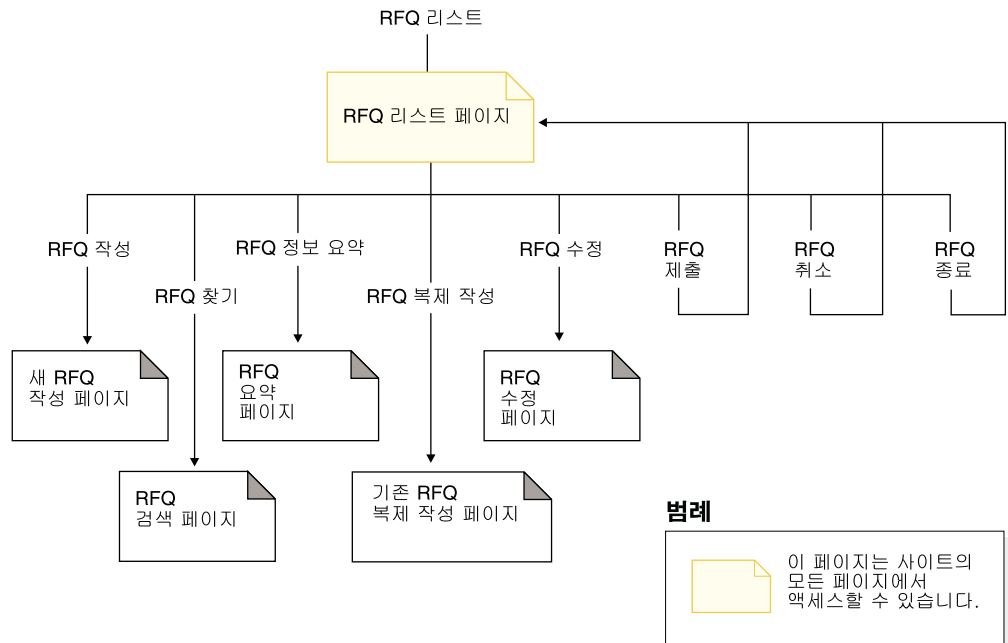 RFQ 리스트
RFQ 리스트 페이지
RFQ 작성
RFQ 찾기
RFQ 정보 요약
RFQ 복제 작성
RFQ 수정
RFQ
제출
RFQ
취소
RFQ
종료
새 RFQ
작성 페이지
RFQ
검색 페이지
RFQ
요약
페이지
기존 RFQ
복제 작성 페이지
RFQ
수정
페이지
범례
이 페이지는 사이트의
모든 페이지에서
액세스할 수 있습니다.